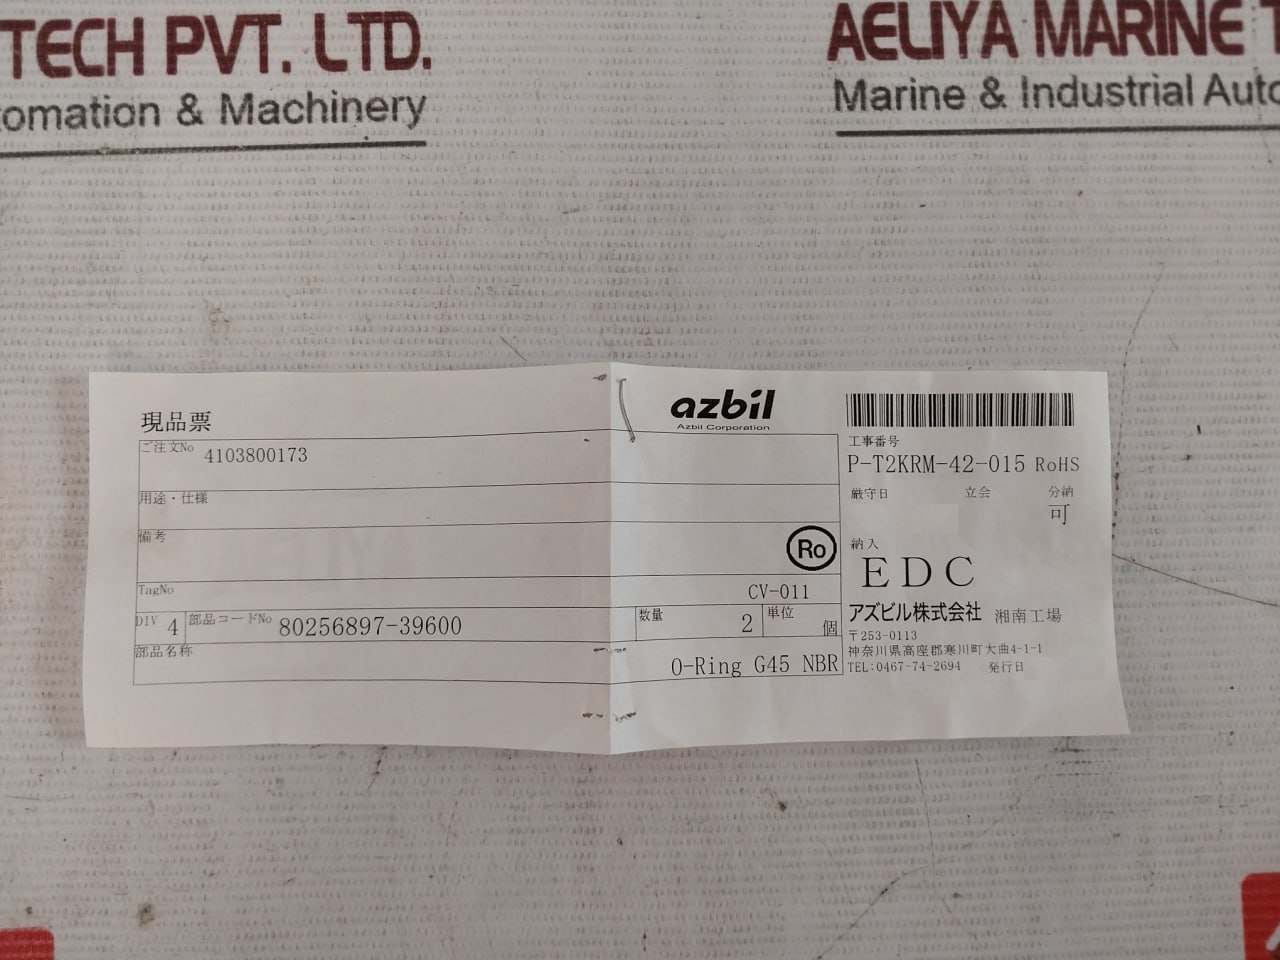 TECH PVT. LTD.
tomation & Machinery
AELIYA MARINE T
Marine & Industrial Auto
現品票
ご注文No 4103800173
用途・仕様
備考
Ro
TagNo CV-011
DIV 4 部品コードNo 80256897-39600 数量 2 単位 個
部品名称 O-Ring G45 NBR
azbil
Azbil Corporation
工事番号
P-T2KRM-42-015 RoHS
厳守日 立会 分納
可
納入
EDC
アズビル株式会社 湘南工場
〒253-0113
神奈川県高座郡寒川町大曲4-1-1
TEL:0467-74-2694 発行日